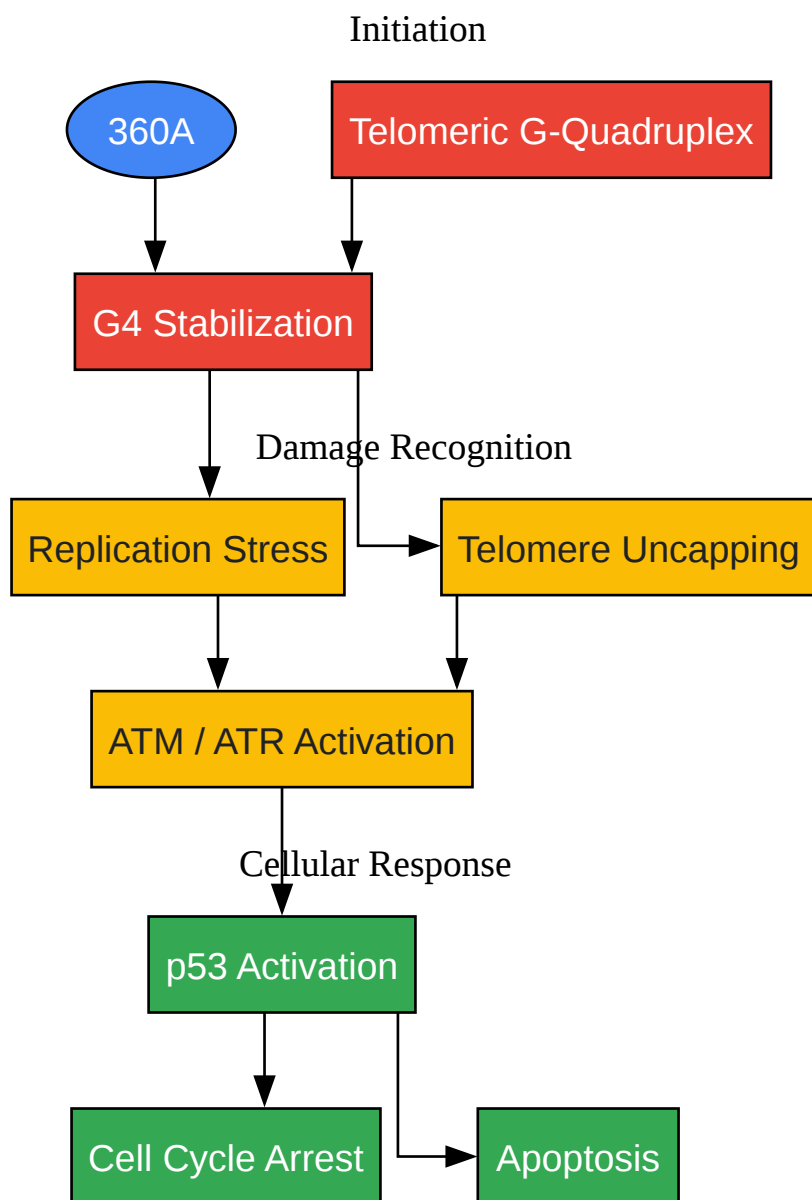 Initiation
360A
Telomeric G-Quadruplex
G4 Stabilization
Damage Recognition
Replication Stress
Telomere Uncapping
ATM / ATR Activation
Cellular Response
p53 Activation
Cell Cycle Arrest
Apoptosis